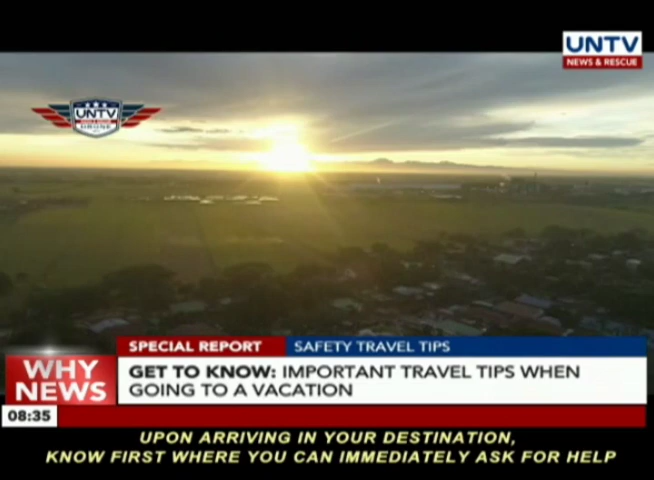 UNTV
NEWS & RESCUE
UNTV
DRONE
SPECIAL REPORT
SAFETY TRAVEL TIPS
WHY
NEWS
GET TO KNOW: IMPORTANT TRAVEL TIPS WHEN
GOING TO A VACATION
08:35
UPON ARRIVING IN YOUR DESTINATION,
KNOW FIRST WHERE YOU CAN IMMEDIATELY ASK FOR HELP